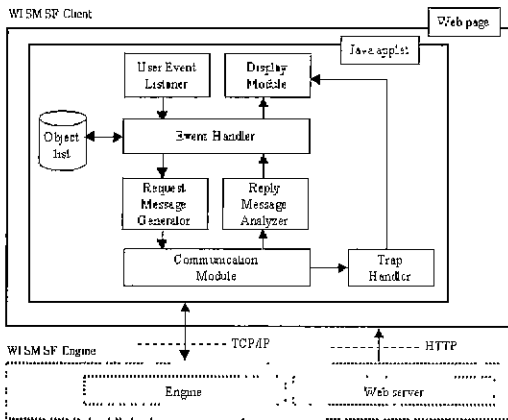 WISMSF Client
Web page
Java applet
User Event
Listener
Display
Module
Object
list
Event Handler
Request
Message
Generator
Reply
Message
Analyzer
Communication
Module
Trap
Handler
TCP/IP
HTTP
WISMSF Engine
Engine
Web server